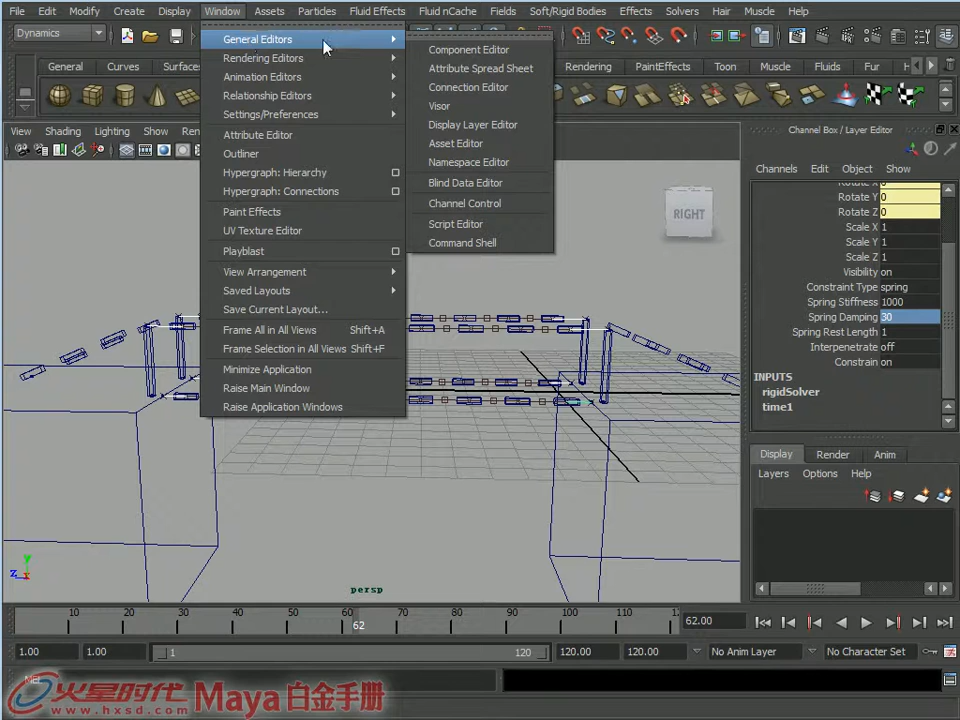 File Edit Modify Create Display Window Assets Particles Fluid Effects Fluid nCache Fields Soft/Rigid Bodies Effects Solvers Hair Muscle Help
Dynamics
General Curves Surfaces Rendering PaintEffects Toon Muscle Fluids Fur
View Shading Lighting Show
General Editors
Rendering Editors
Animation Editors
Relationship Editors
Settings/Preferences
Attribute Editor
Outliner
Hypergraph: Hierarchy
Hypergraph: Connections
Paint Effects
UV Texture Editor
Playblast
View Arrangement
Saved Layouts
Save Current Layout...
Frame All in All Views Shift+A
Frame Selection in All Views Shift+F
Minimize Application
Raise Main Window
Raise Application Windows
Component Editor
Attribute Spread Sheet
Connection Editor
Visor
Display Layer Editor
Asset Editor
Namespace Editor
Blind Data Editor
Channel Control
Script Editor
Command Shell
RIGHT
persp
Channel Box / Layer Editor
Channels Edit Object Show
Rotate X 0
Rotate Y 0
Rotate Z 0
Scale X 1
Scale Y 1
Scale Z 1
Visibility on
Constraint Type spring
Spring Stiffness 1000
Spring Damping 30
Spring Rest Length 1
Interpenetrate off
Constrain on
INPUTS
rigidSolver
time1
Display Render Anim
Layers Options Help
10 20 30 40 50 62 70 80 90 100 110 62.00
1.00 1.00 1 120 120.00 120.00 No Anim Layer No Character Set
火星时代 Maya 白金手册
www.hxsd.com